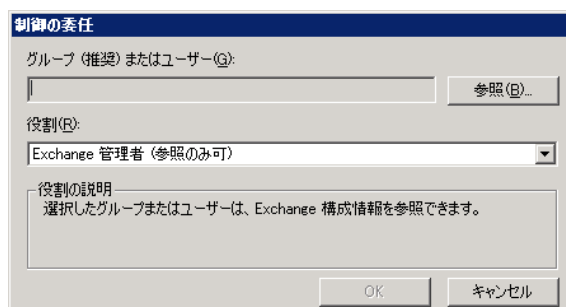 制御の委任
グループ (推奨) またはユーザー(G):
参照(B)...
役割(R):
Exchange 管理者 (参照のみ可)
役割の説明
選択したグループまたはユーザーは、Exchange 構成情報を参照できます。
OK
キャンセル